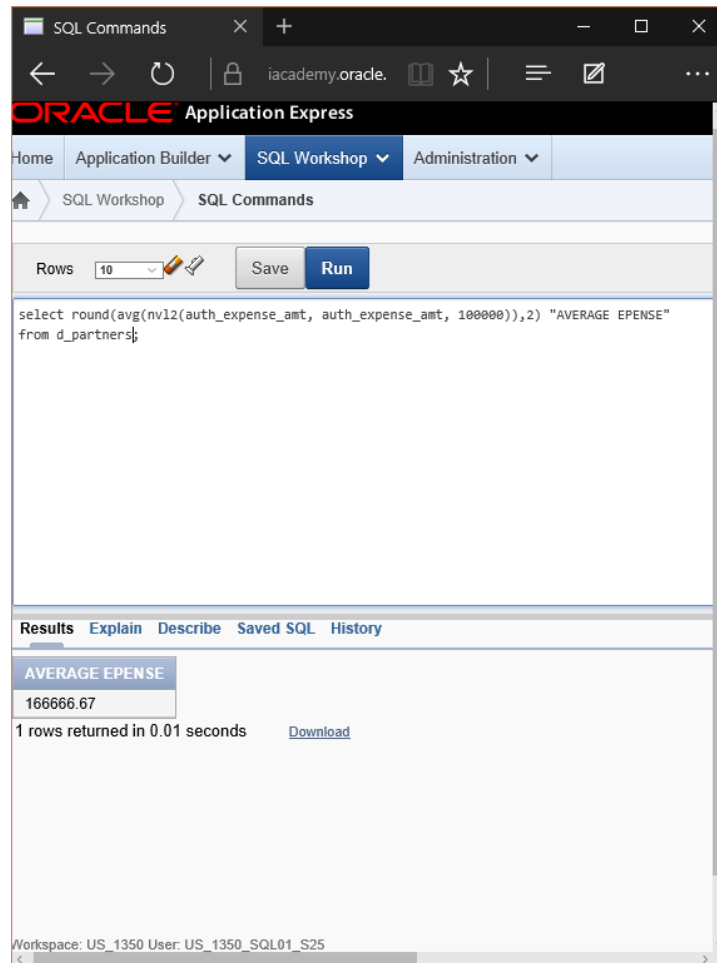 SQL Commands
iacademy.oracle.
ORACLE Application Express
Home Application Builder SQL Workshop Administration
SQL Workshop SQL Commands
Rows 10 Save Run
select round(avg(nvl2(auth_expense_amt, auth_expense_amt, 100000)),2) "AVERAGE EPENSE"
from d_partners;
Results Explain Describe Saved SQL History
AVERAGE EPENSE
166666.67
1 rows returned in 0.01 seconds Download
Workspace: US_1350 User: US_1350_SQL01_S25